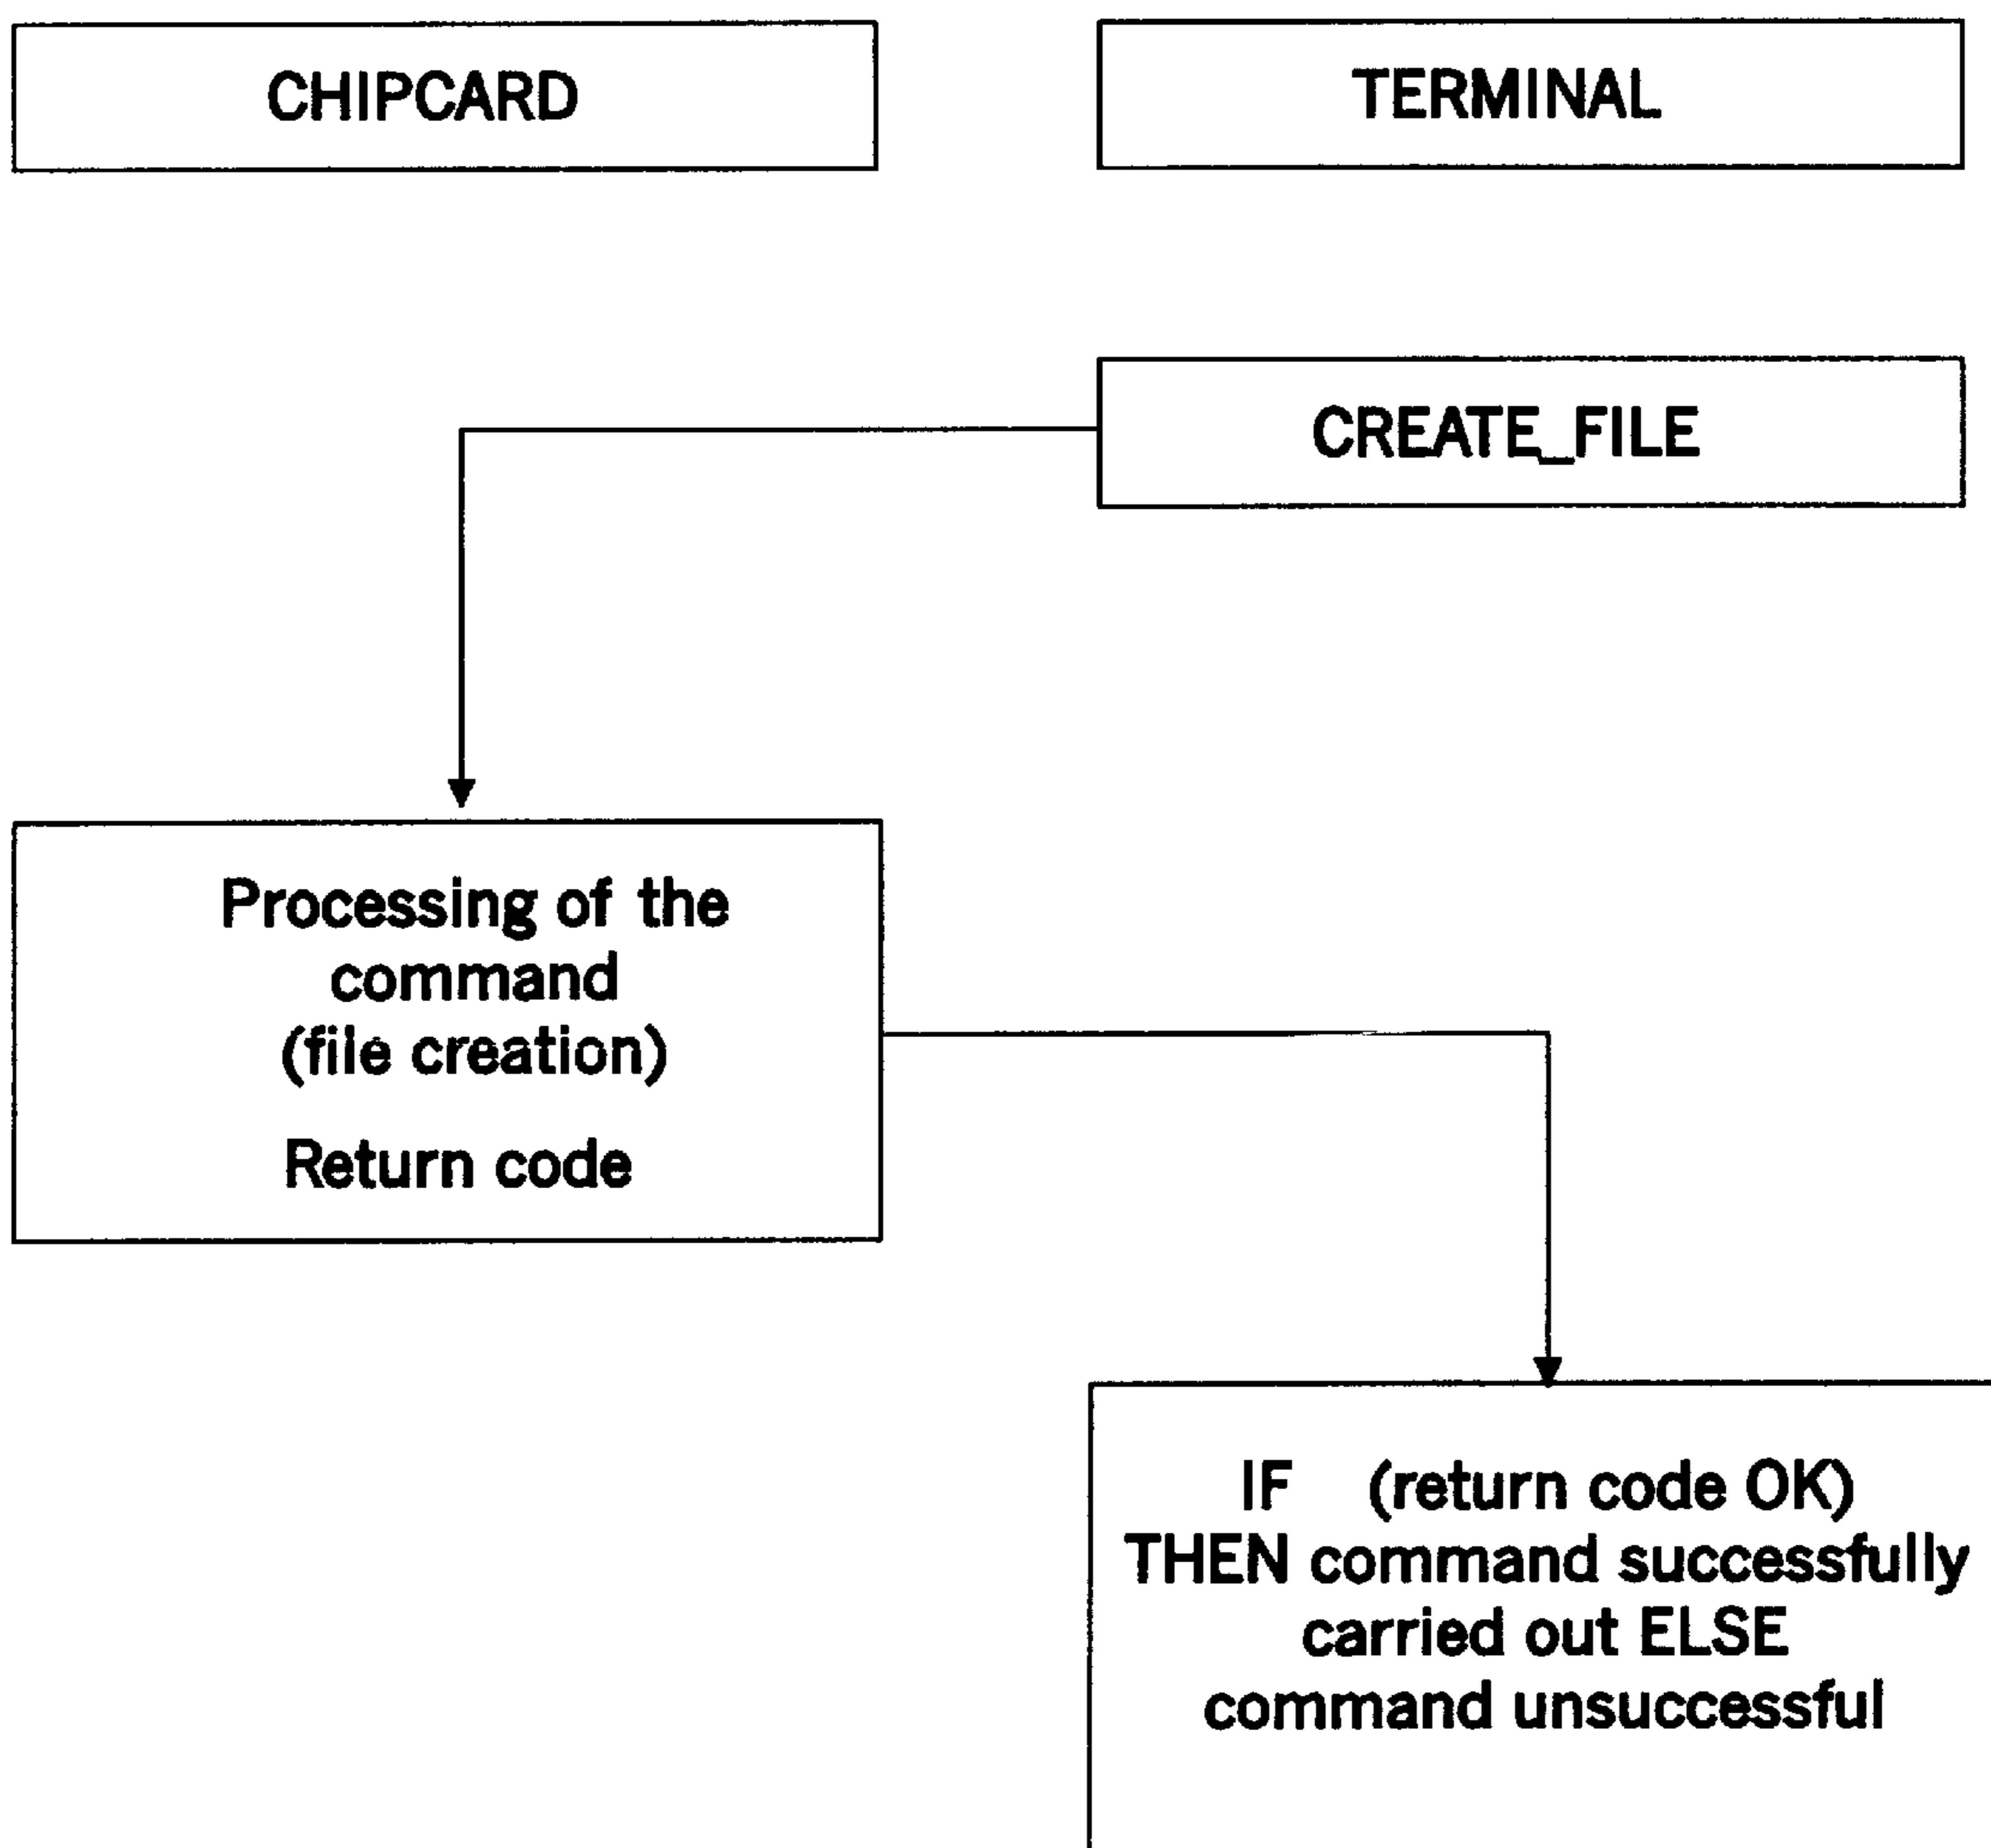 CHIPCARD
TERMINAL
CREATE_FILE
Processing of the
command
(file creation)
Return code
IF (return code OK)
THEN command successfully
carried out ELSE
command unsuccessful